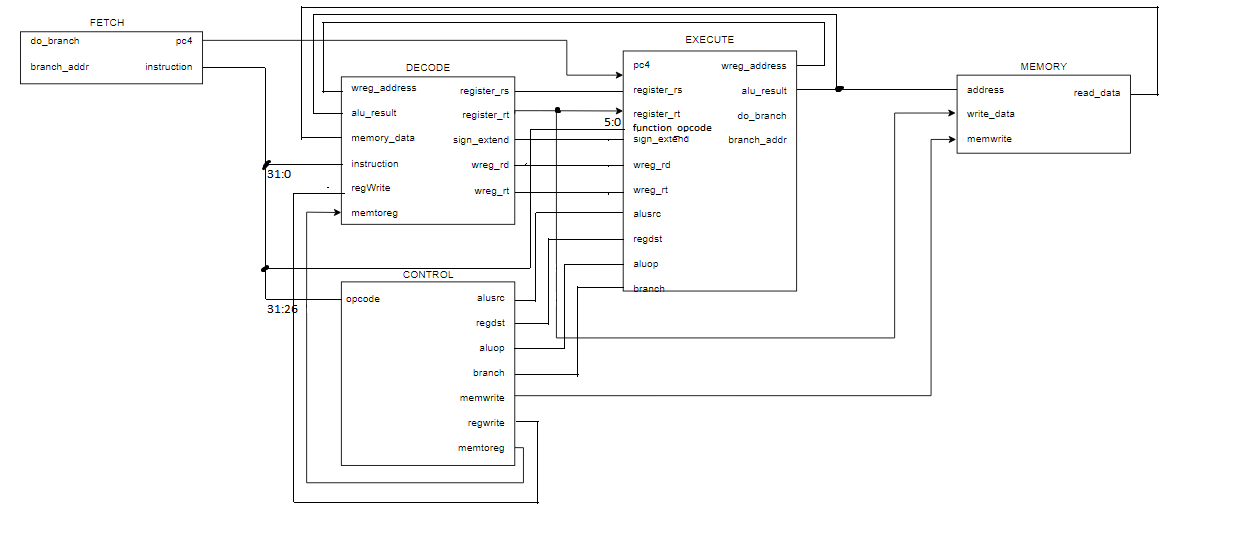 FETCH
do_branch
pc4
branch_addr
instruction
DECODE
wreg_address
register_rs
alu_result
register_rt
memory_data
sign_extend
instruction
wreg_rd
regWrite
wreg_rt
memtoreg
31:0
CONTROL
opcode
31:26
alusrc
regdst
aluop
branch
memwrite
regwrite
memtoreg
EXECUTE
pc4
wreg_address
register_rs
alu_result
register_rt
do_branch
5:0
function opcode
sign_extend
branch_addr
wreg_rd
wreg_rt
alusrc
regdst
aluop
branch
MEMORY
address
read_data
write_data
memwrite